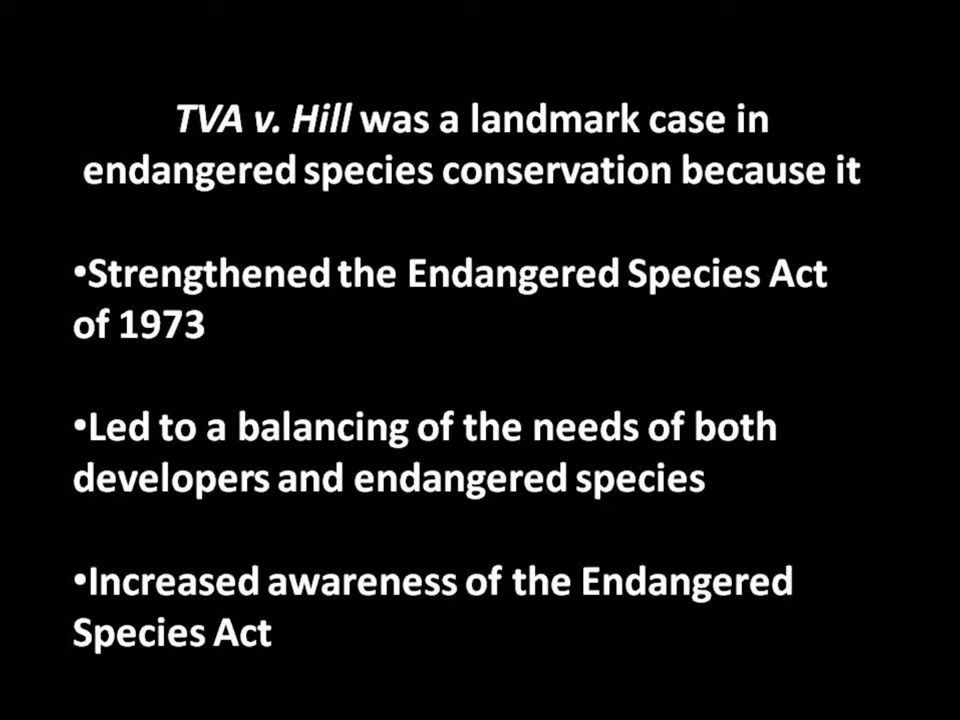 TVA v. Hill was a landmark case in
endangered species conservation because it
•Strengthened the Endangered Species Act
of 1973
•Led to a balancing of the needs of both
developers and endangered species
•Increased awareness of the Endangered
Species Act